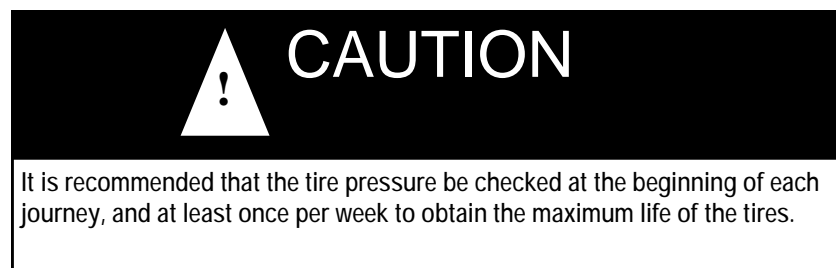 ! CAUTION
It is recommended that the tire pressure be checked at the beginning of each
journey, and at least once per week to obtain the maximum life of the tires.